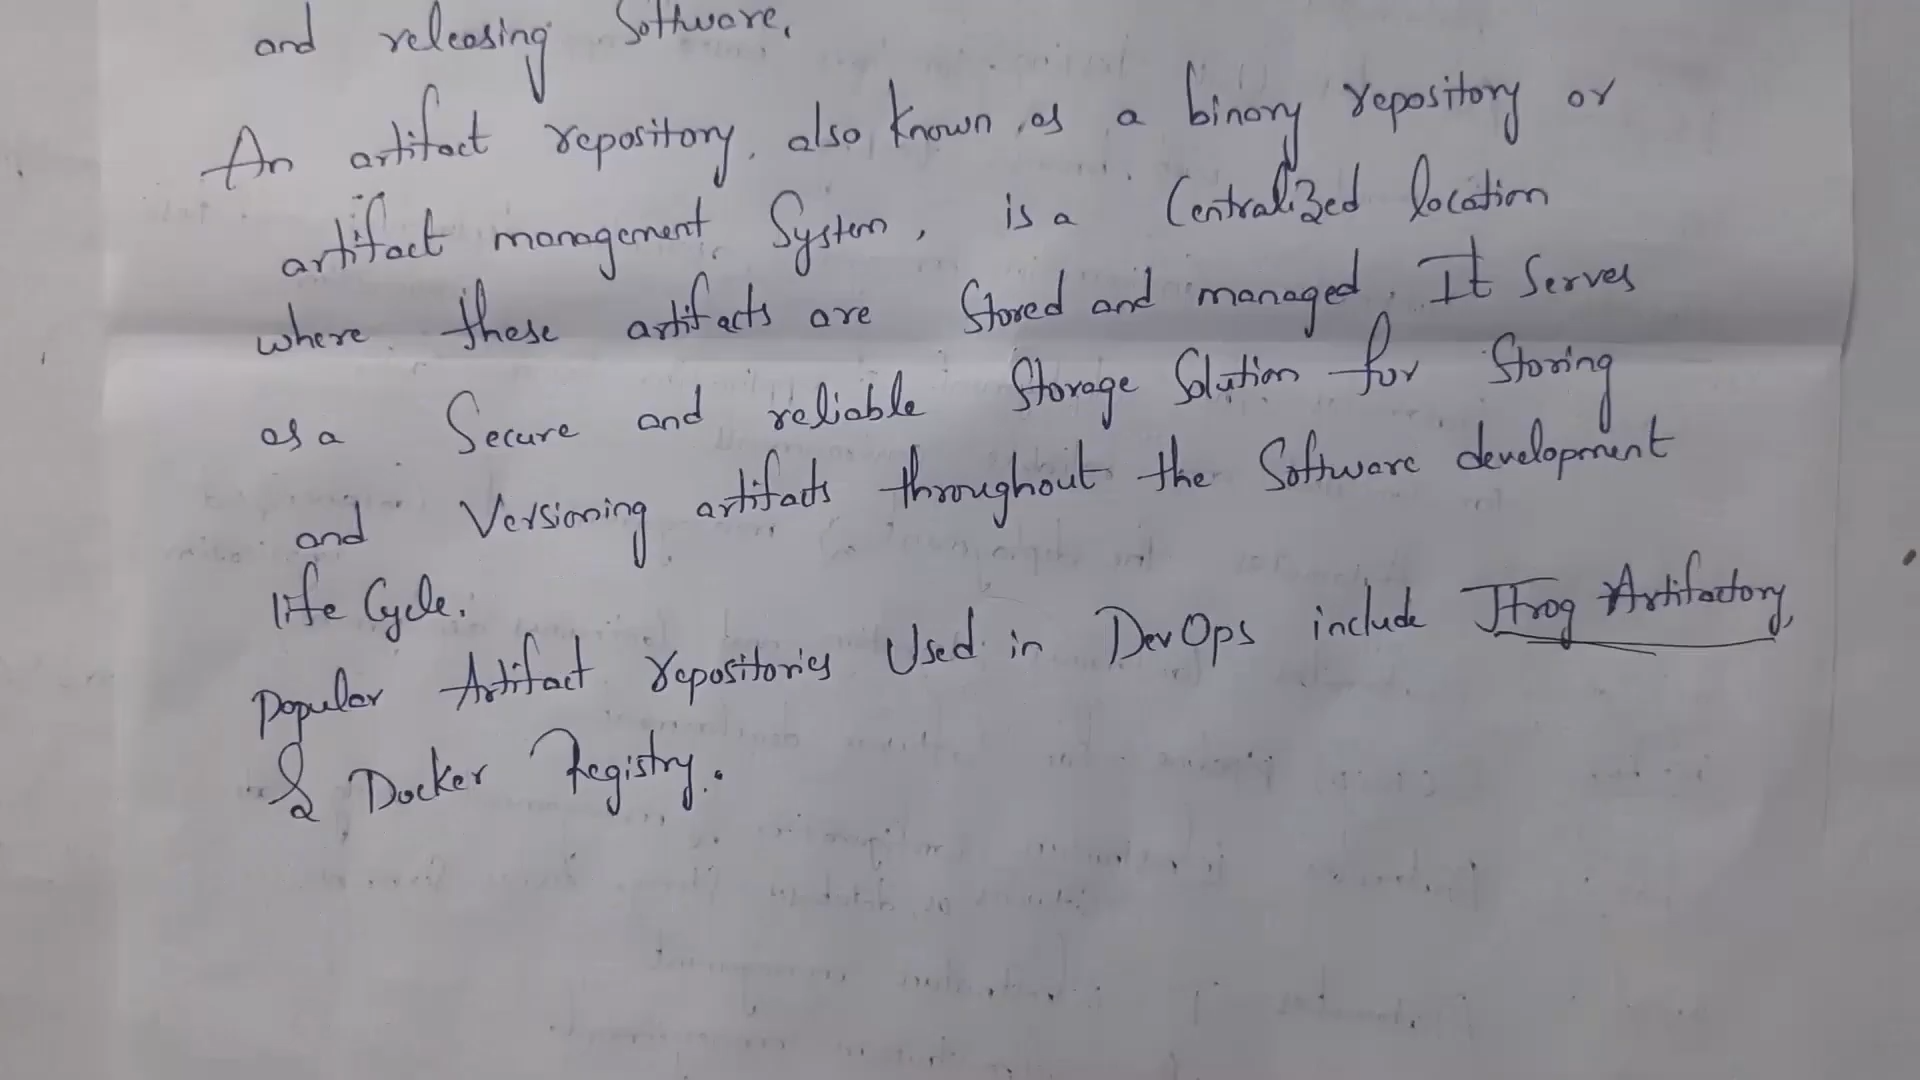 and releasing Software.
An artifact repository, also known as a binary repository or
artifact management System, is a Centralized location
where these artifacts are Stored and managed. It Serves
as a Secure and reliable Storage Solution for Storing
and Versioning artifacts throughout the Software development
life Cycle.
Popular Artifact repositories Used in DevOps include JFrog Artifactory,
& Docker Registry.